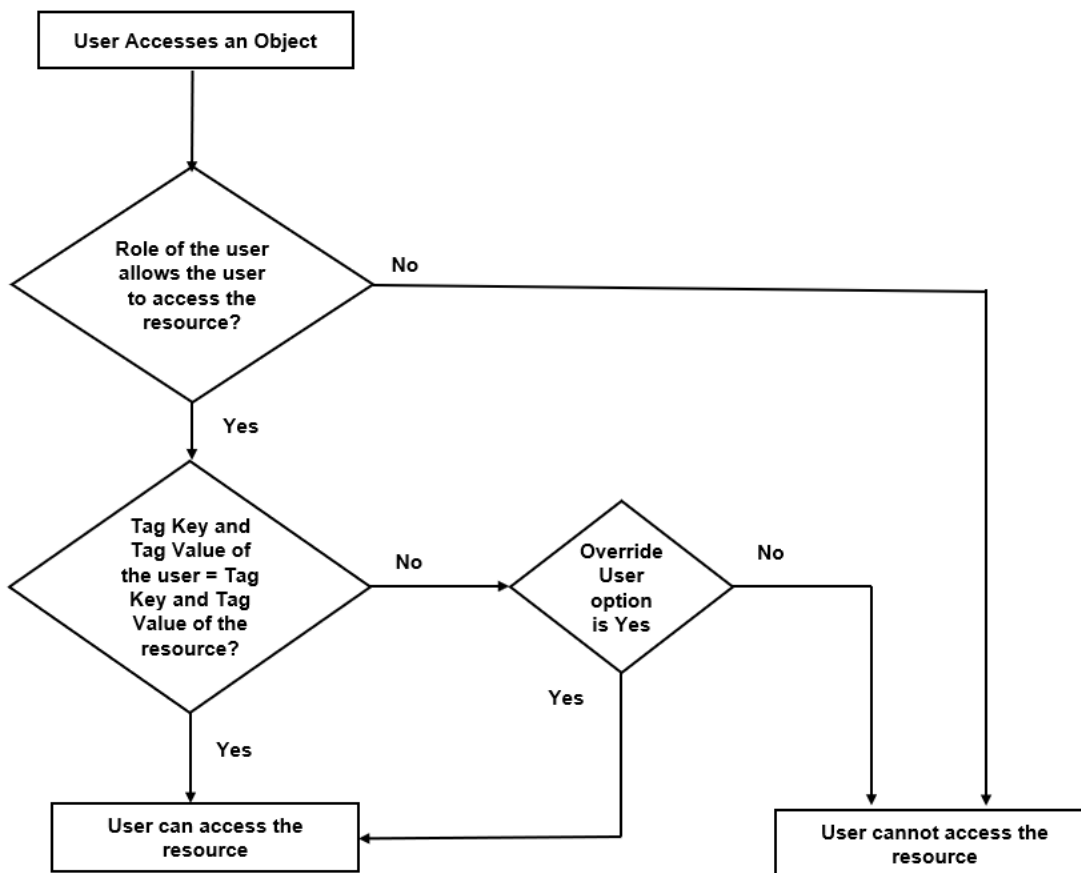 User Accesses an Object
Role of the user
allows the user
to access the
resource?
No
Yes
Tag Key and
Tag Value of
the user = Tag
Key and Tag
Value of the
resource?
No
Override
User
option
is Yes
No
Yes
Yes
User can access the
resource
User cannot access the
resource